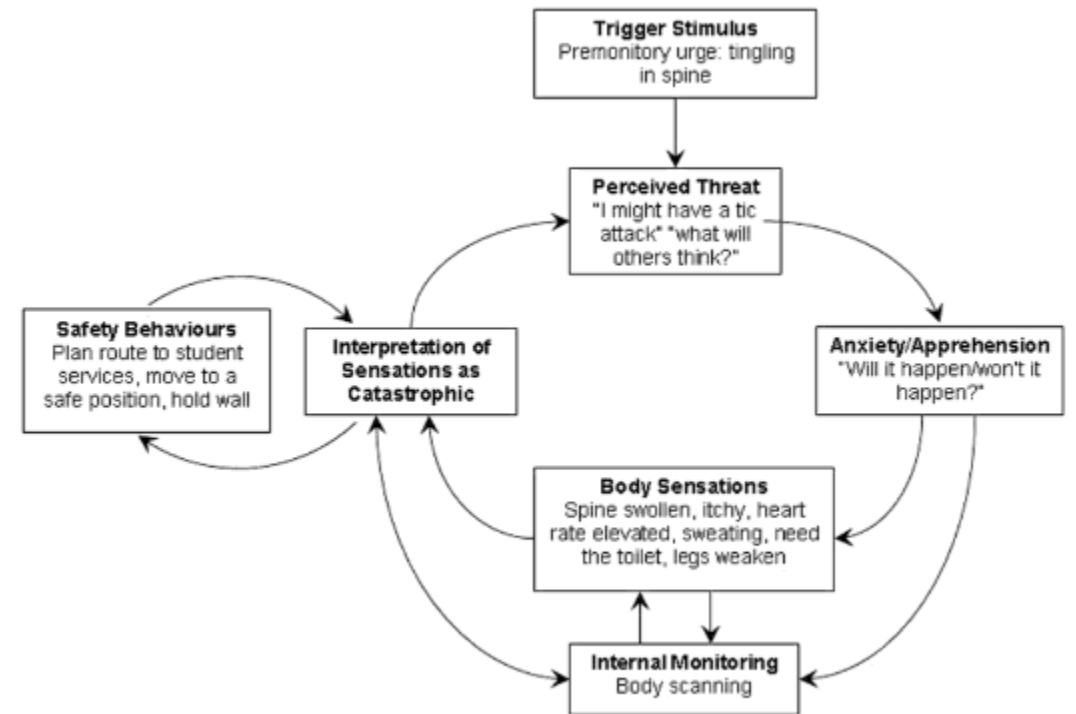 Trigger Stimulus
Premonitory urge: tingling
in spine
Perceived Threat
"I might have a tic
attack" "what will
others think?"
Safety Behaviours
Plan route to student
services, move to a
safe position, hold wall
Interpretation of
Sensations as
Catastrophic
Anxiety/Apprehension
"Will it happen/won't it
happen?"
Body Sensations
Spine swollen, itchy, heart
rate elevated, sweating, need
the toilet, legs weaken
Internal Monitoring
Body scanning